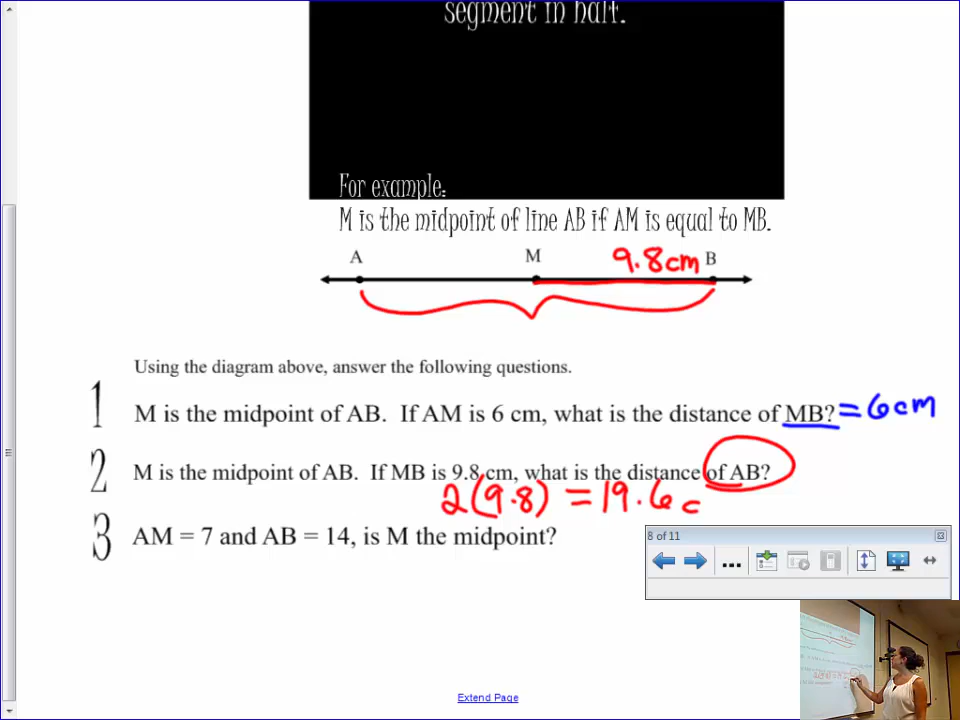 segment in half.
For example:
M is the midpoint of line AB if AM is equal to MB.
A M 9.8cm B
Using the diagram above, answer the following questions.
1 M is the midpoint of AB. If AM is 6 cm, what is the distance of MB? = 6cm
2 M is the midpoint of AB. If MB is 9.8 cm, what is the distance of AB?
2(9.8) = 19.6 c
3 AM = 7 and AB = 14, is M the midpoint?
8 of 11
...
Extend Page